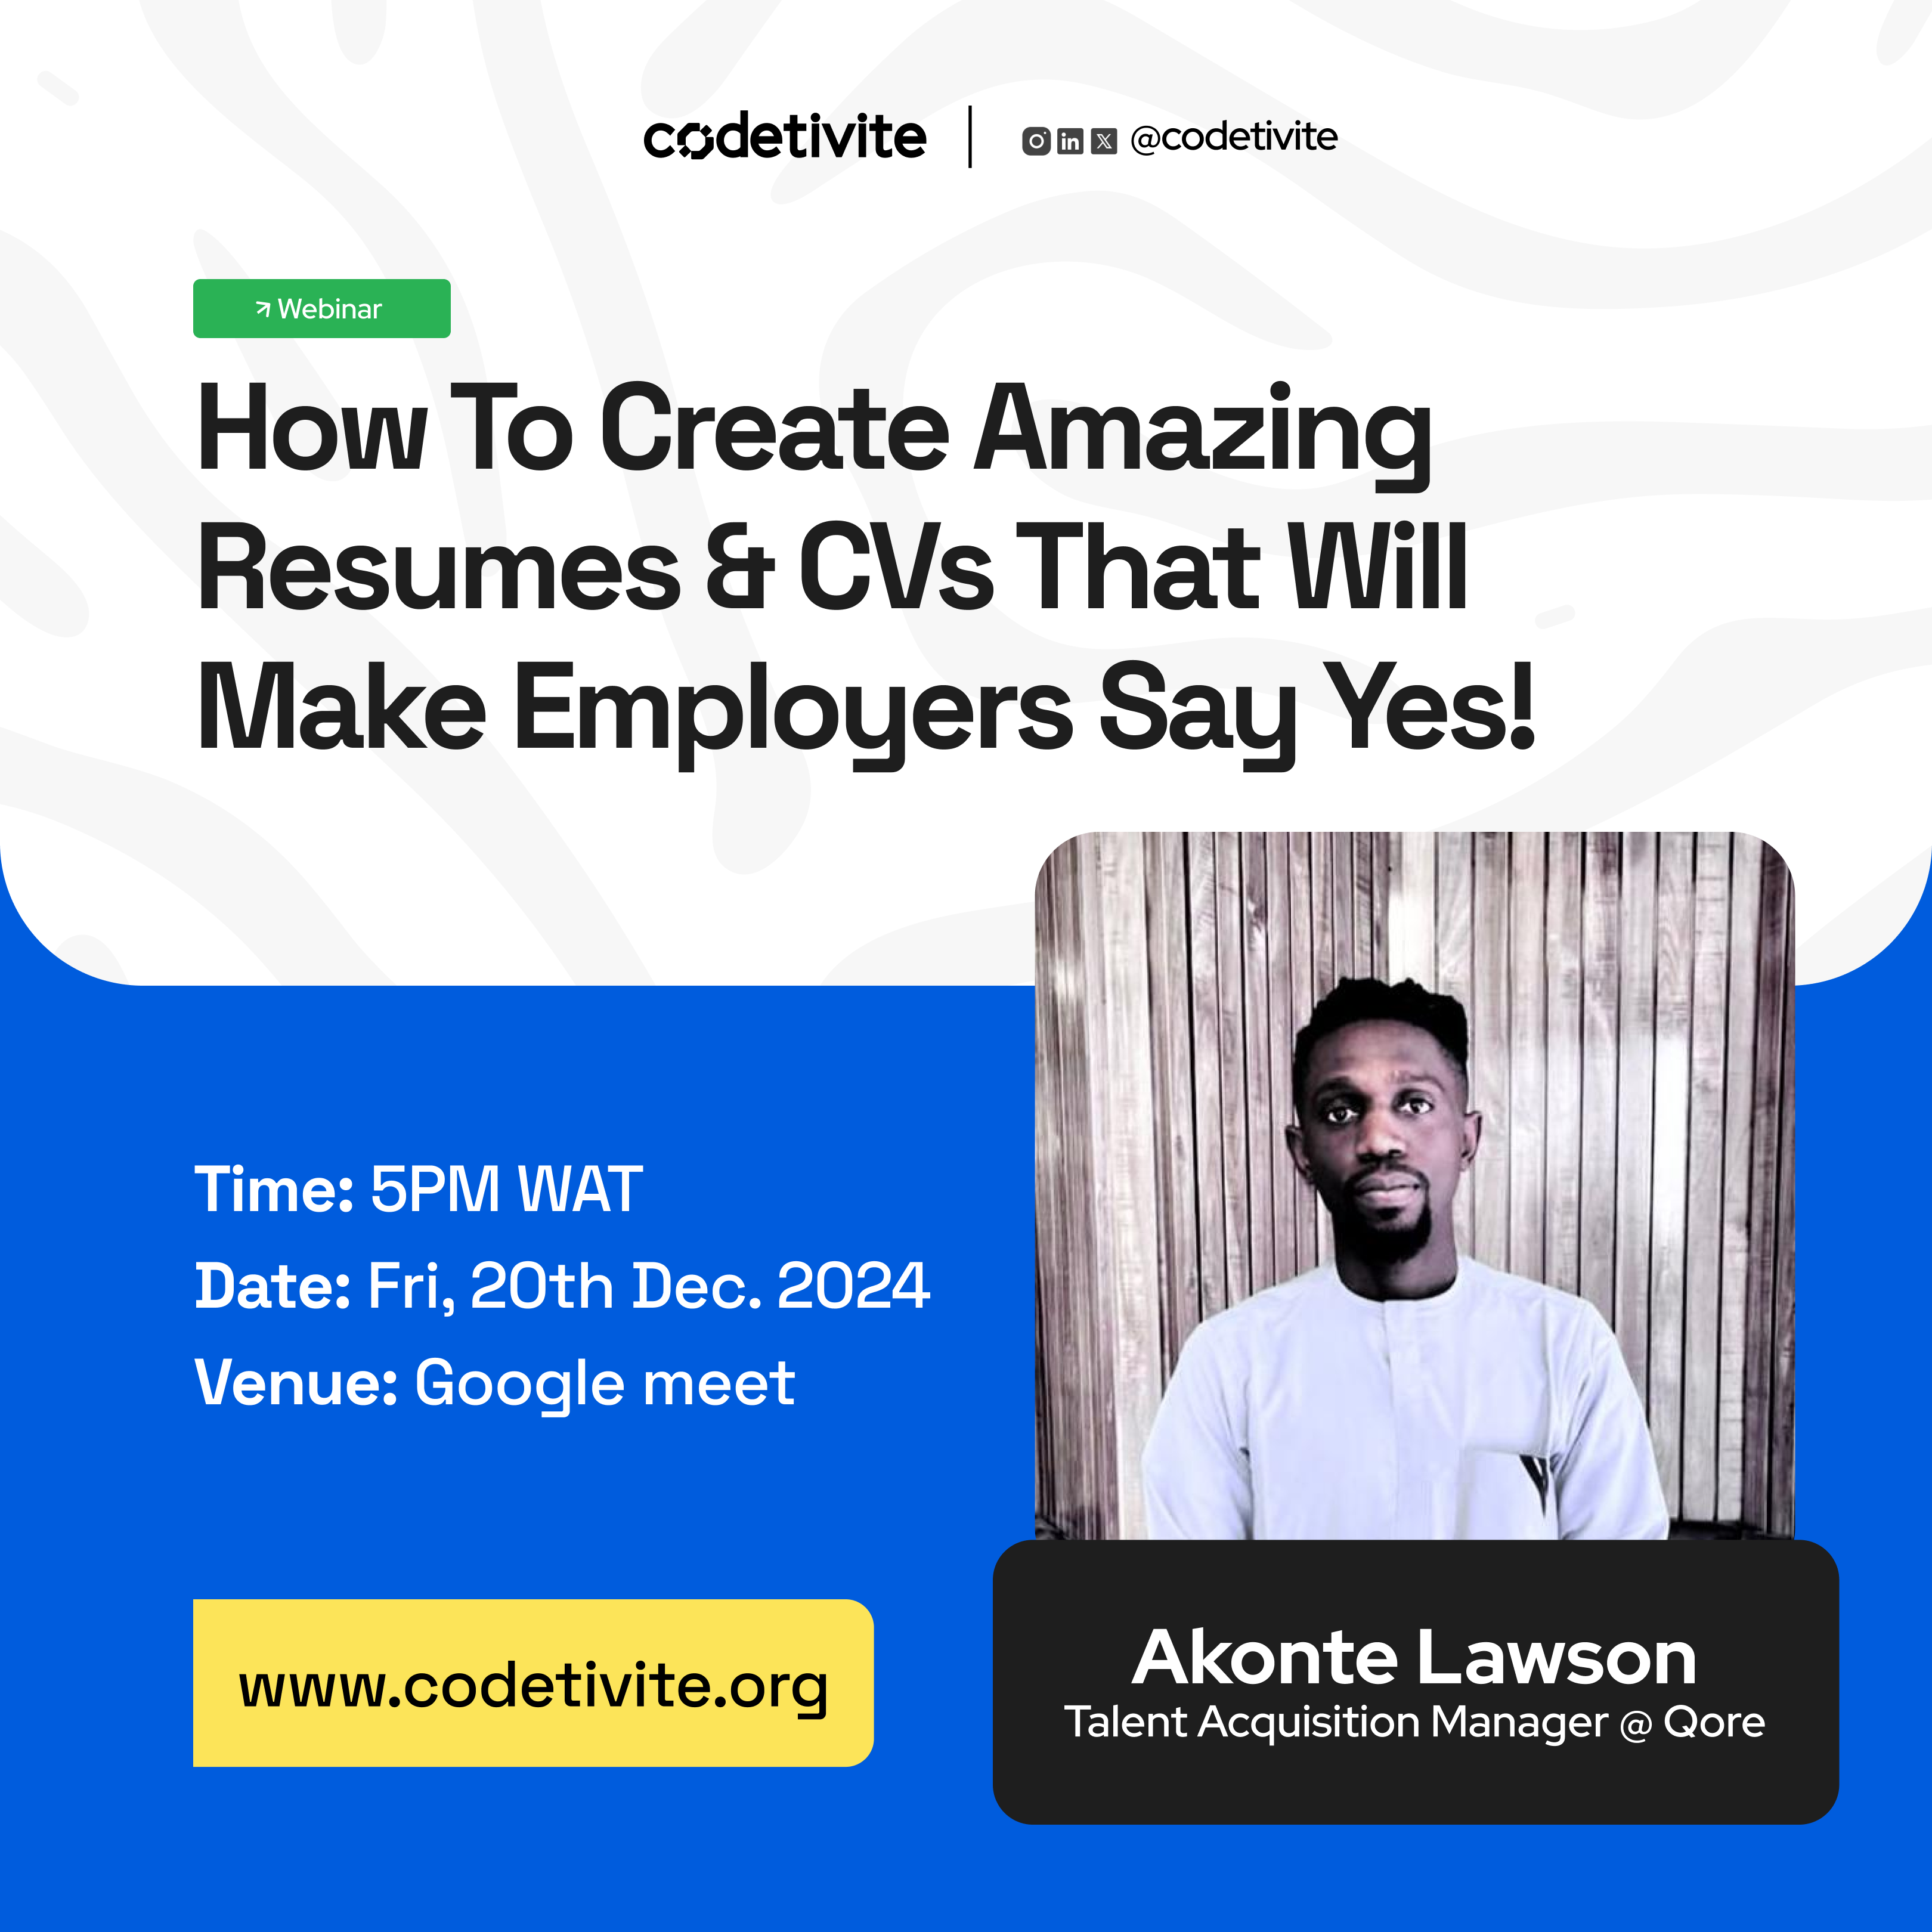 codetivite
@codetivite
Webinar
How To Create Amazing
Resumes & CVs That Will
Make Employers Say Yes!
Time: 5PM WAT
Date: Fri, 20th Dec. 2024
Venue: Google meet
www.codetivite.org
Akonte Lawson
Talent Acquisition Manager @ Qore